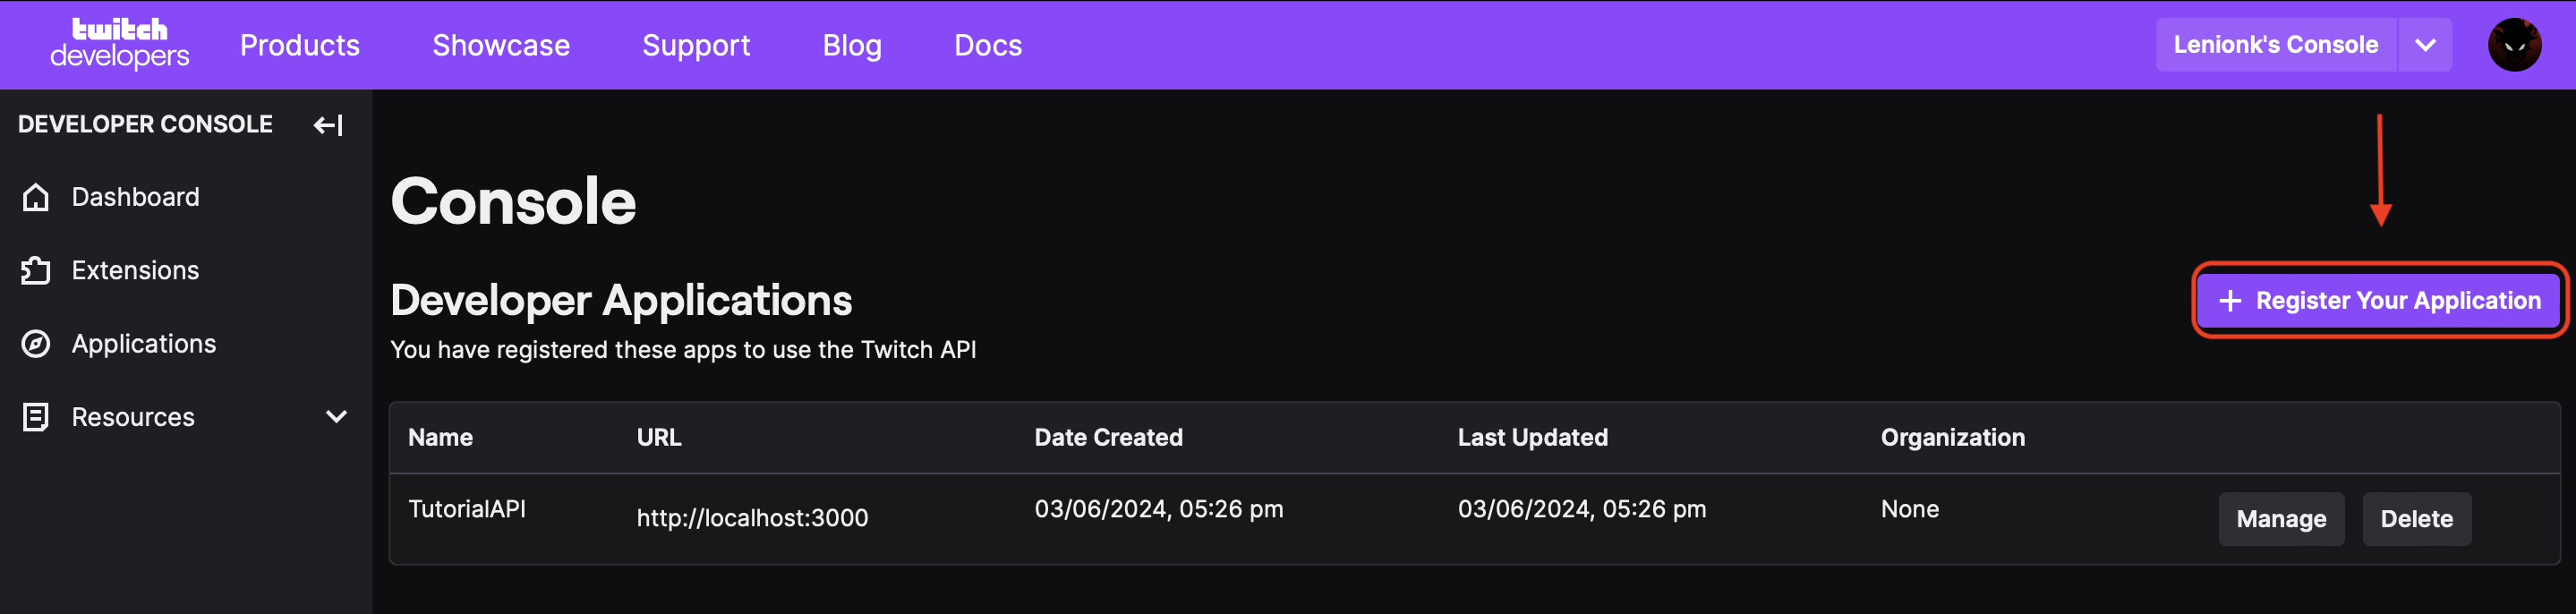 twitch
developers
Products
Showcase
Support
Blog
Docs
Lenionk's Console
DEVELOPER CONSOLE
Dashboard
Extensions
Applications
Resources
Console
Developer Applications
You have registered these apps to use the Twitch API
+ Register Your Application
Name URL Date Created Last Updated Organization
TutorialAPI http://localhost:3000 03/06/2024, 05:26 pm 03/06/2024, 05:26 pm None Manage Delete